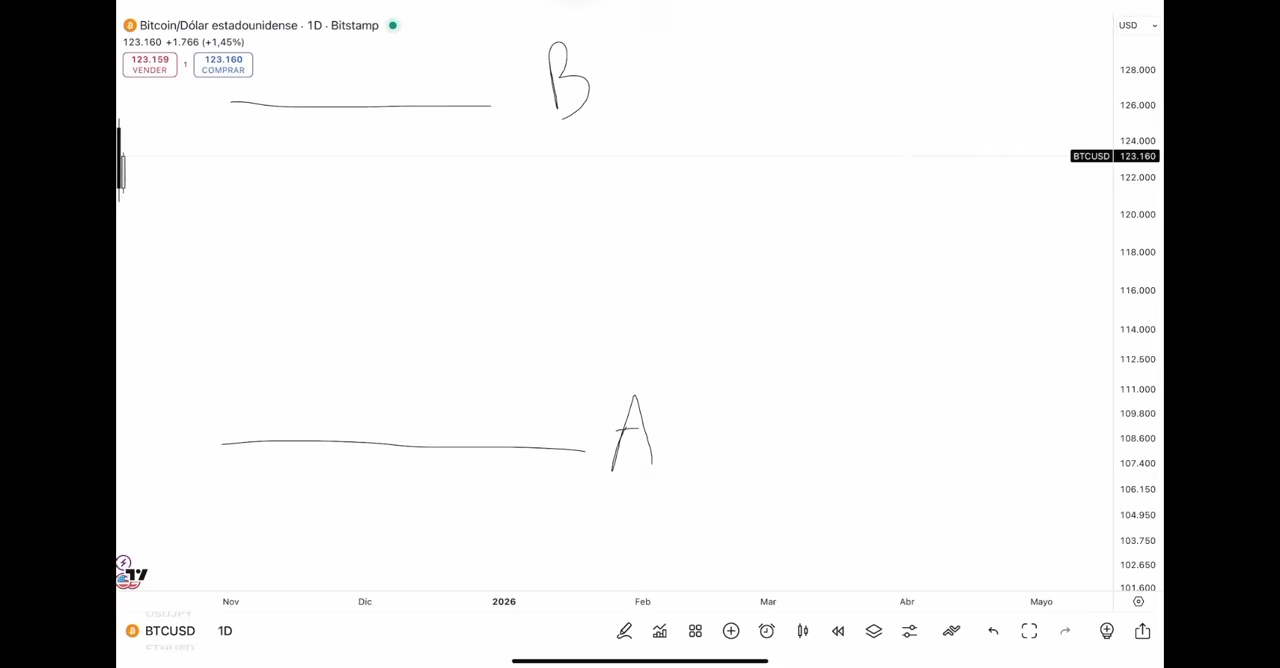 Bitcoin/Dólar estadounidense · 1D · Bitstamp
USD
123.160 +1.766 (+1,45%)
123.159
VENDER
1
123.160
COMPRAR
B
128.000
126.000
124.000
BTCUSD 123.160
122.000
120.000
118.000
116.000
114.000
112.500
111.000
A
109.800
108.600
107.400
106.150
104.950
103.750
102.650
101.600
Nov Dic 2026 Feb Mar Abr Mayo
BTCUSD 1D